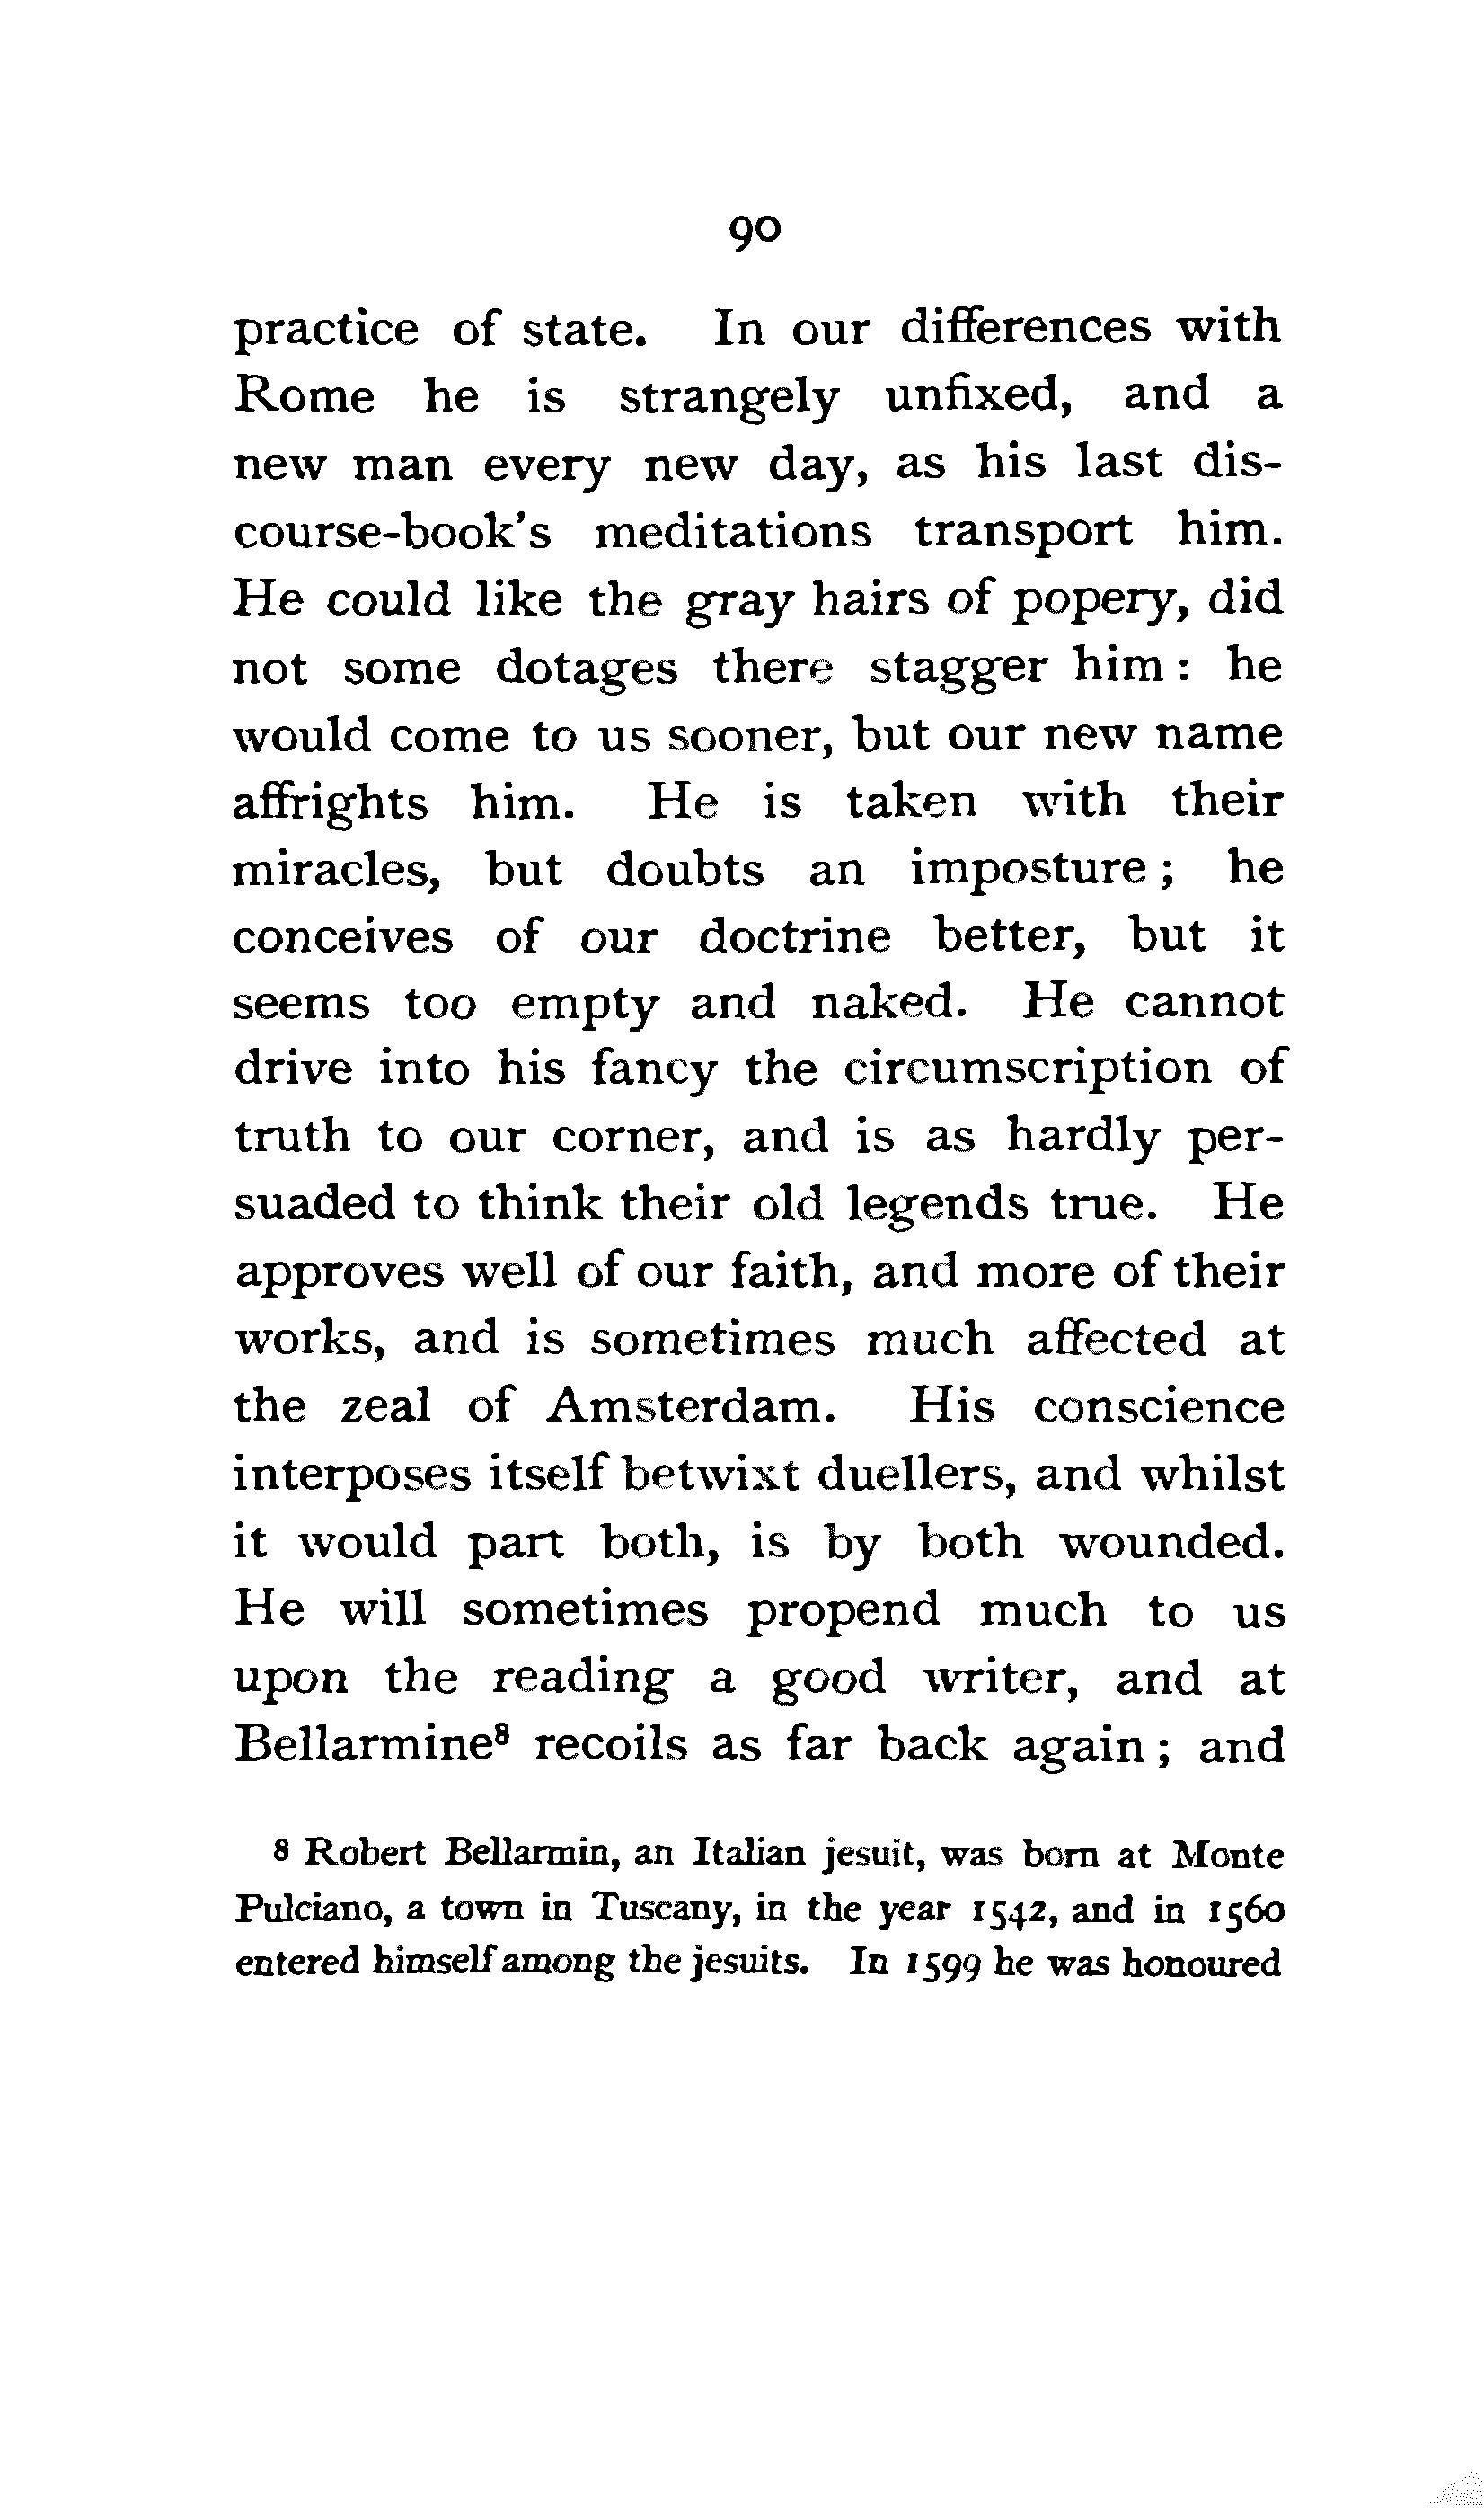 90
practice of state. In our differences with
Rome he is strangely unfixed, and a
new man every new day, as his last dis-
course-book's meditations transport him.
He could like the gray hairs of popery, did
not some dotages there stagger him : he
would come to us sooner, but our new name
affrights him. He is taken with their
miracles, but doubts an imposture ; he
conceives of our doctrine better, but it
seems too empty and naked. He cannot
drive into his fancy the circumscription of
truth to our corner, and is as hardly per-
suaded to think their old legends true. He
approves well of our faith, and more of their
works, and is sometimes much affected at
the zeal of Amsterdam. His conscience
interposes itself betwixt duellers, and whilst
it would part both, is by both wounded.
He will sometimes propend much to us
upon the reading a good writer, and at
Bellarmine⁸ recoils as far back again ; and
8 Robert Bellarmin, an Italian jesuit, was born at Monte
Pulciano, a town in Tuscany, in the year 1542, and in 1560
entered himself among the jesuits. In 1599 he was honoured